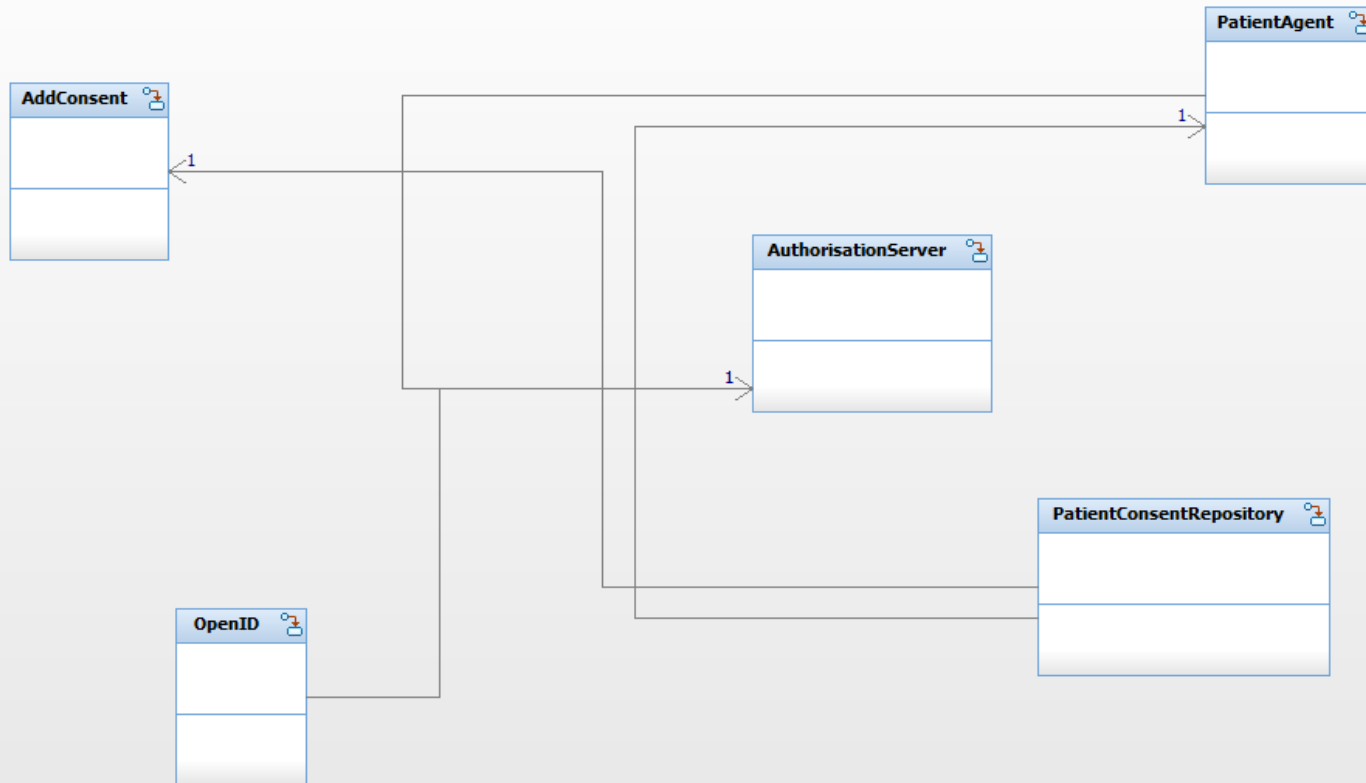 PatientAgent
AddConsent
1
1
AuthorisationServer
1
PatientConsentRepository
OpenID